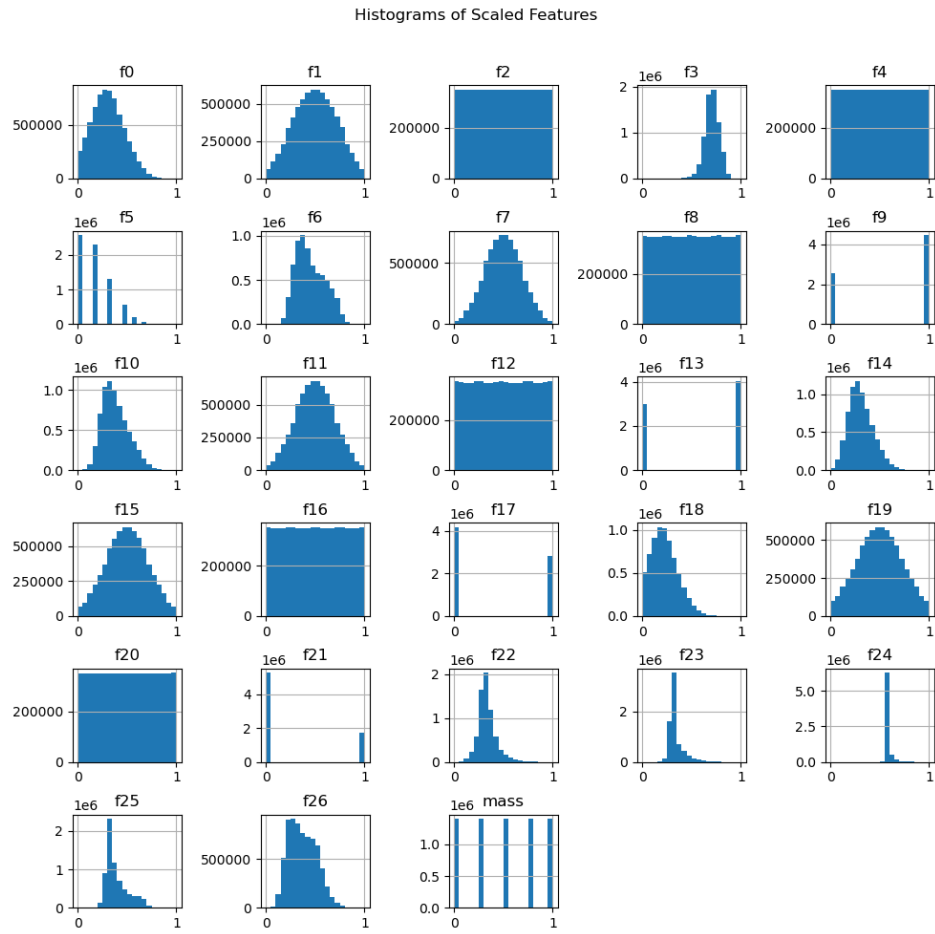 Histograms of Scaled Features
f0 f1 f2 f3 f4
500000 0 0 1
500000 250000 0 0 1
200000 0 0 1
1e6 2 1 0 0 1
200000 0 0 1
f5 f6 f7 f8 f9
1e6 2 1 0 0 1
1e6 1.0 0.5 0.0 0 1
500000 0 0 1
200000 0 0 1
1e6 4 2 0 0 1
f10 f11 f12 f13 f14
1e6 1.0 0.5 0.0 0 1
500000 250000 0 0 1
200000 0 0 1
1e6 4 2 0 0 1
1e6 1.0 0.5 0.0 0 1
f15 f16 f17 f18 f19
500000 250000 0 0 1
200000 0 0 1
1e6 4 2 0 0 1
1e6 1.0 0.5 0.0 0 1
500000 250000 0 0 1
f20 f21 f22 f23 f24
200000 0 0 1
1e6 4 2 0 0 1
1e6 2 1 0 0 1
1e6 2 0 0 1
1e6 5.0 2.5 0.0 0 1
f25 f26 mass
1e6 2 1 0 0 1
500000 0 0 1
1e6 1.0 0.5 0.0 0 1